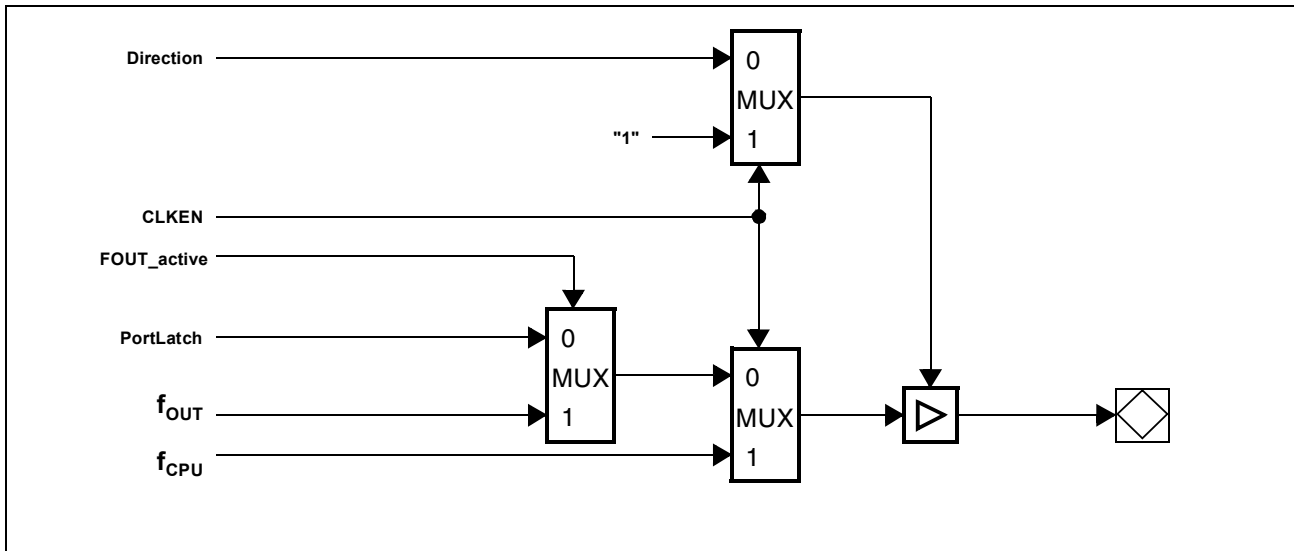 Direction
0
MUX
"1"
1
CLKEN
FOUT_active
PortLatch
0
MUX
0
MUX
fOUT
1
fCPU
1